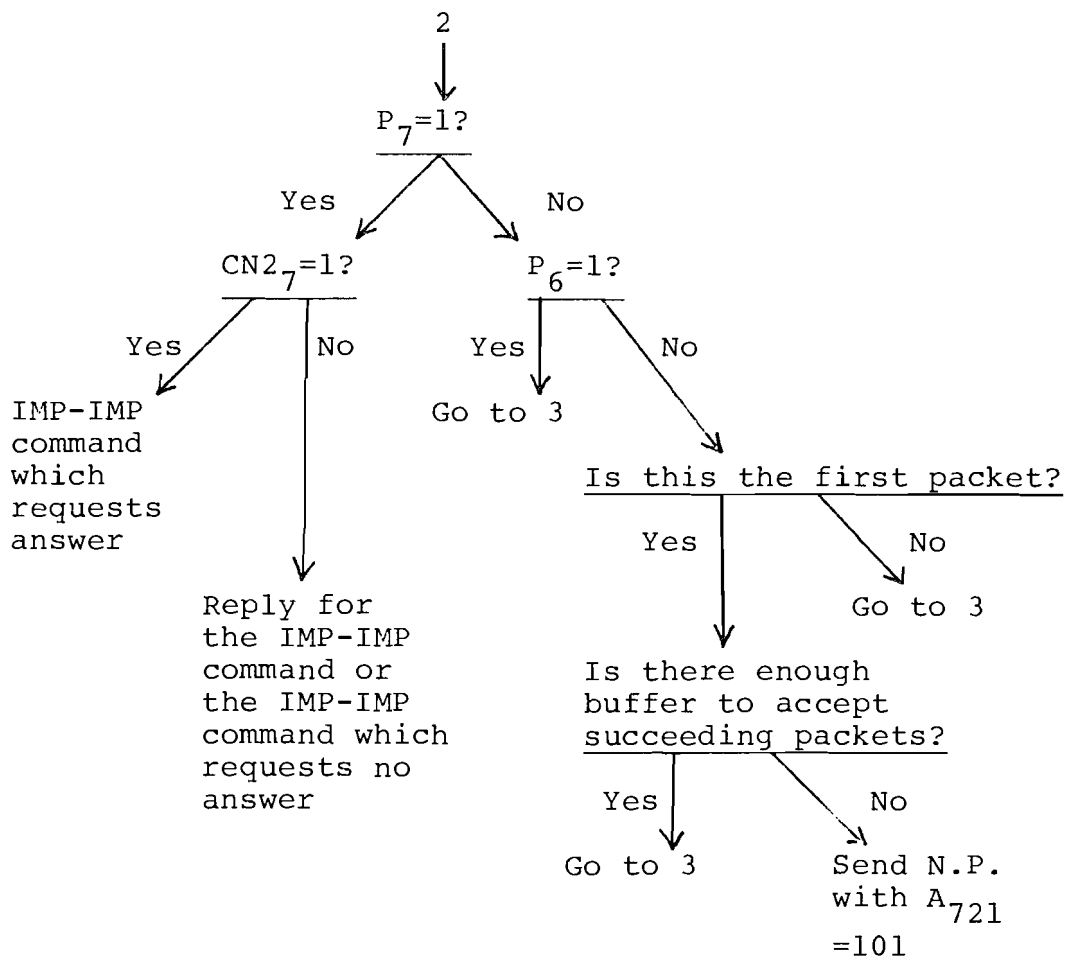 2
P7=1?
Yes
No
CN27=1?
P6=1?
Yes
No
Yes
No
IMP-IMP
command
which
requests
answer
Go to 3
Is this the first packet?
Yes
No
Reply for
the IMP-IMP
command or
the IMP-IMP
command which
requests no
answer
Go to 3
Is there enough
buffer to accept
succeeding packets?
Yes
No
Go to 3
Send N.P.
with A721
=101